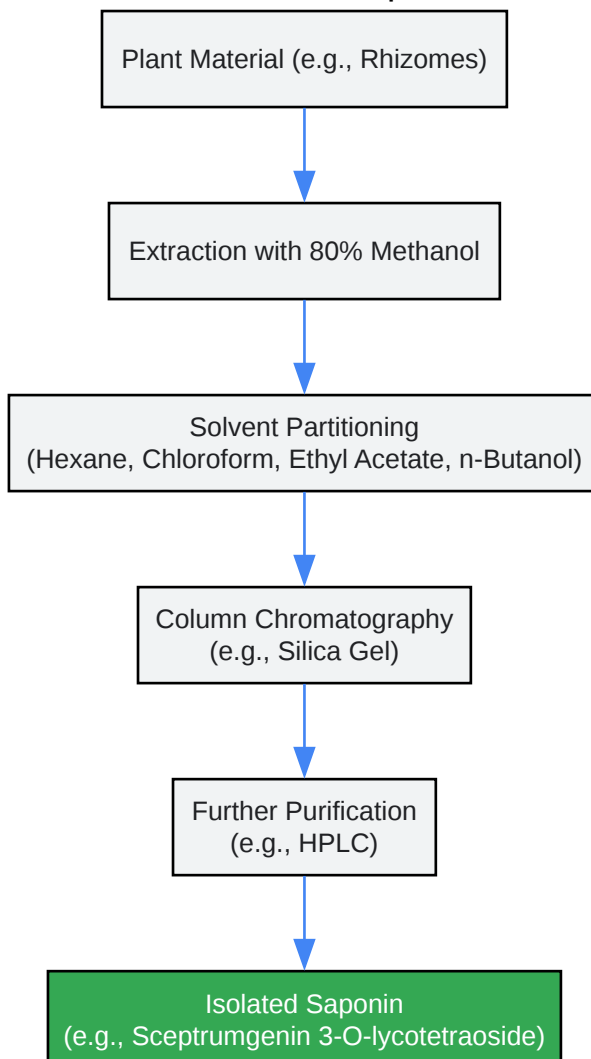 Plant Material (e.g., Rhizomes)
Extraction with 80% Methanol
Solvent Partitioning
(Hexane, Chloroform, Ethyl Acetate, n-Butanol)
Column Chromatography
(e.g., Silica Gel)
Further Purification
(e.g., HPLC)
Isolated Saponin
(e.g., Sceptrumgenin 3-O-lycotetraoside)